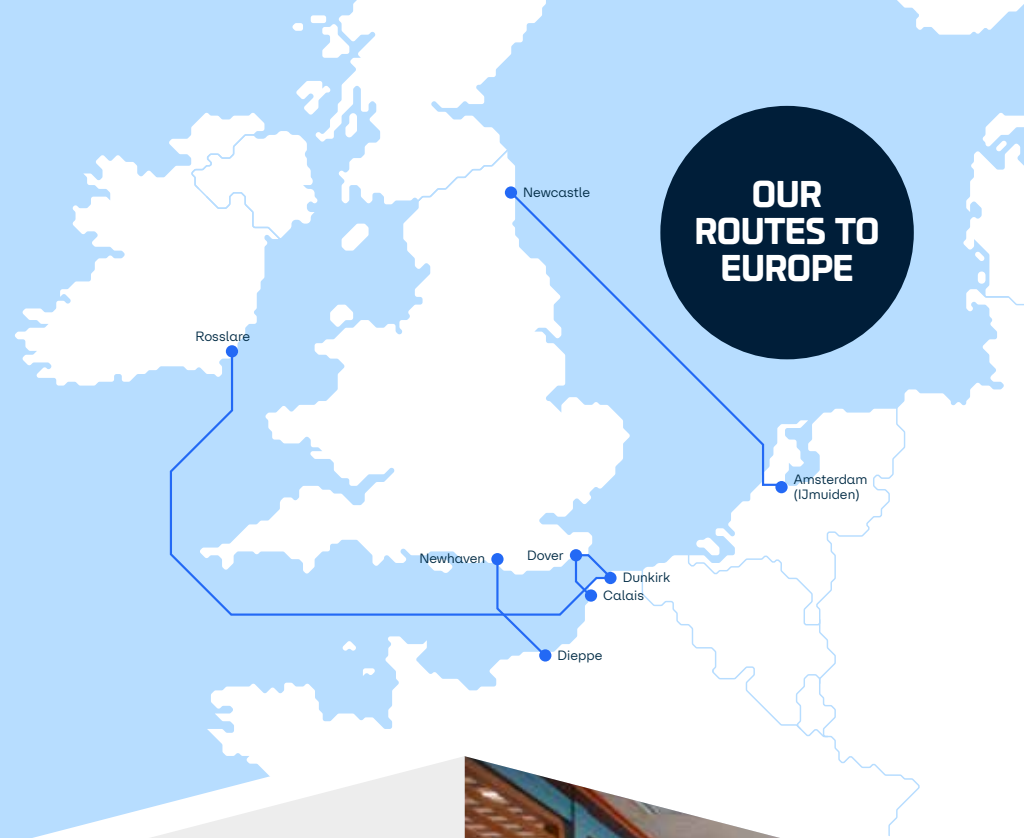 OUR
ROUTES TO
EUROPE
Newcastle
Rosslare
Amsterdam
(IJmuiden)
Newhaven
Dover
Dunkirk
Calais
Dieppe